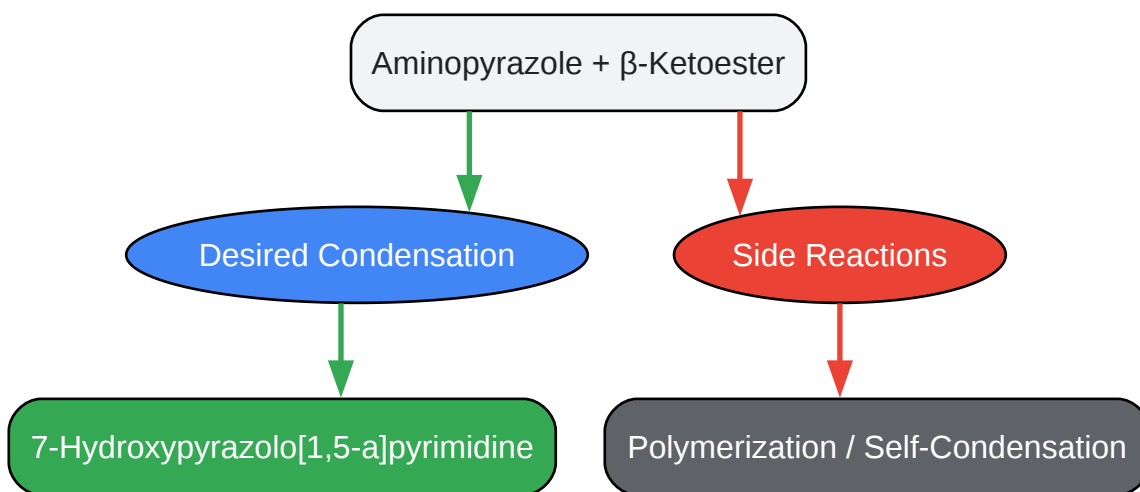 Aminopyrazole + β-Ketoester
Desired Condensation
Side Reactions
7-Hydroxypyrazolo[1,5-a]pyrimidine
Polymerization / Self-Condensation